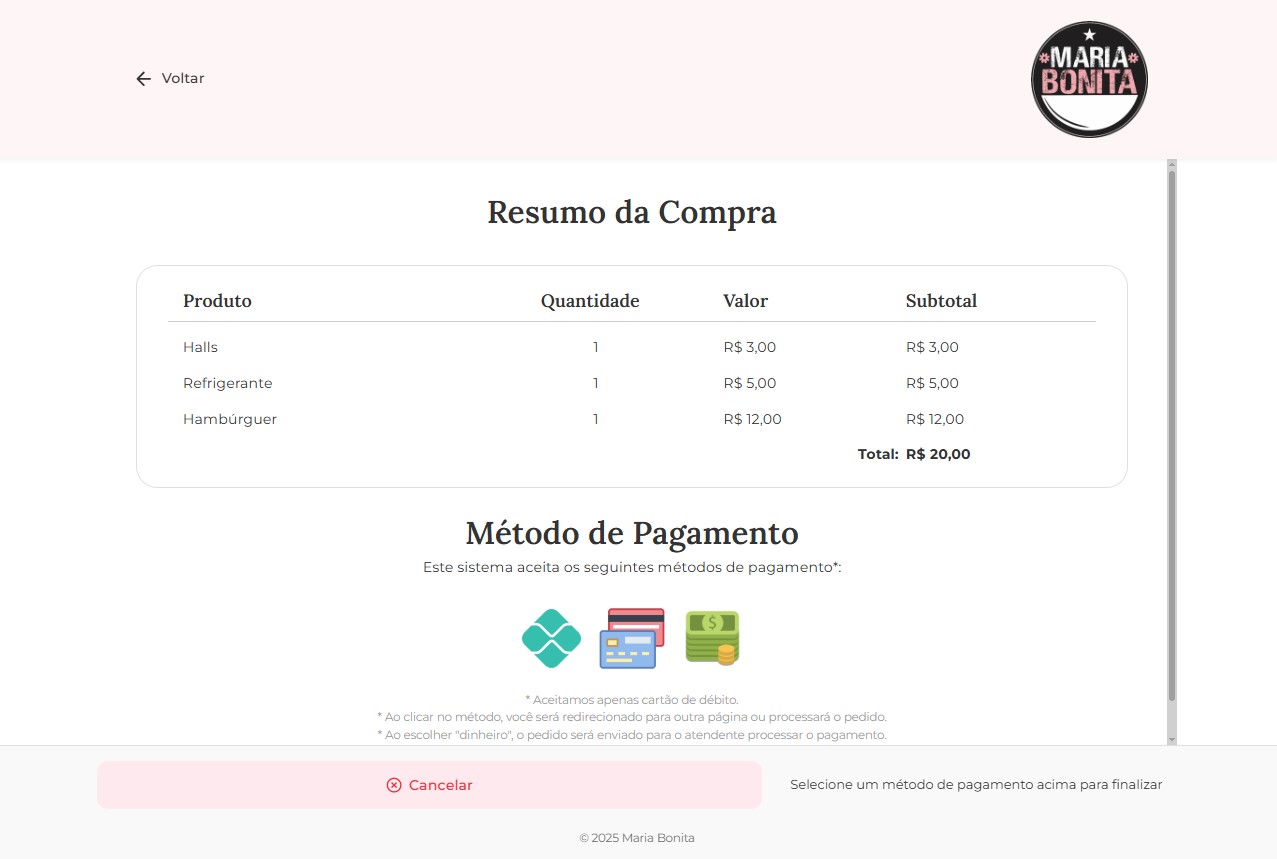 Voltar
MARIA
BONITA
Resumo da Compra
Produto Quantidade Valor Subtotal
Halls 1 R$ 3,00 R$ 3,00
Refrigerante 1 R$ 5,00 R$ 5,00
Hambúrguer 1 R$ 12,00 R$ 12,00
Total: R$ 20,00
Método de Pagamento
Este sistema aceita os seguintes métodos de pagamento*:
$
* Aceitamos apenas cartão de débito.
* Ao clicar no método, você será redirecionado para outra página ou processará o pedido.
* Ao escolher "dinheiro", o pedido será enviado para o atendente processar o pagamento.
Cancelar
Selecione um método de pagamento acima para finalizar
© 2025 Maria Bonita